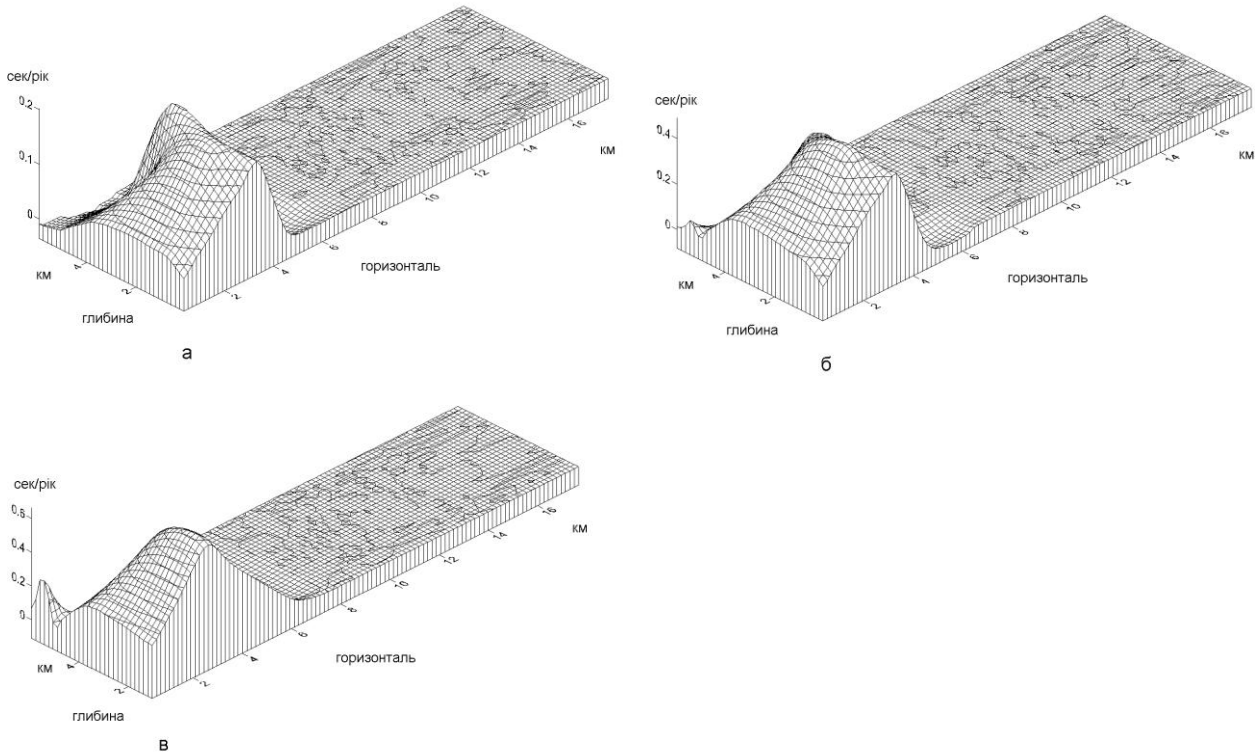 сек/рік
0.2
0.1
0
км
4
2
глибина
2
4
6
8
10
12
14
16
км
горизонталь
а
сек/рік
0.4
0.2
0
км
4
2
глибина
2
4
6
8
10
12
14
16
км
горизонталь
б
сек/рік
0.6
0.4
0.2
0
км
4
2
глибина
2
4
6
8
10
12
14
16
км
горизонталь
в